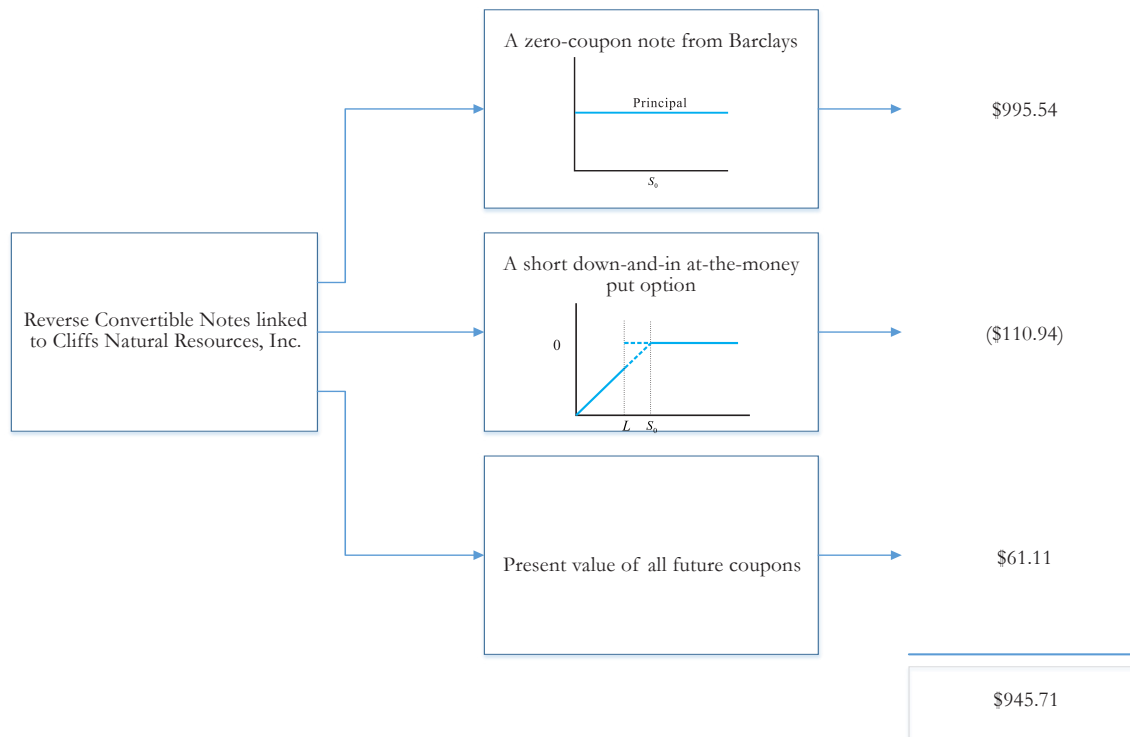 A zero-coupon note from Barclays
Principal
S₀
$995.54
Reverse Convertible Notes linked
to Cliffs Natural Resources, Inc.
A short down-and-in at-the-money
put option
0
L S₀
($110.94)
Present value of all future coupons
$61.11
$945.71